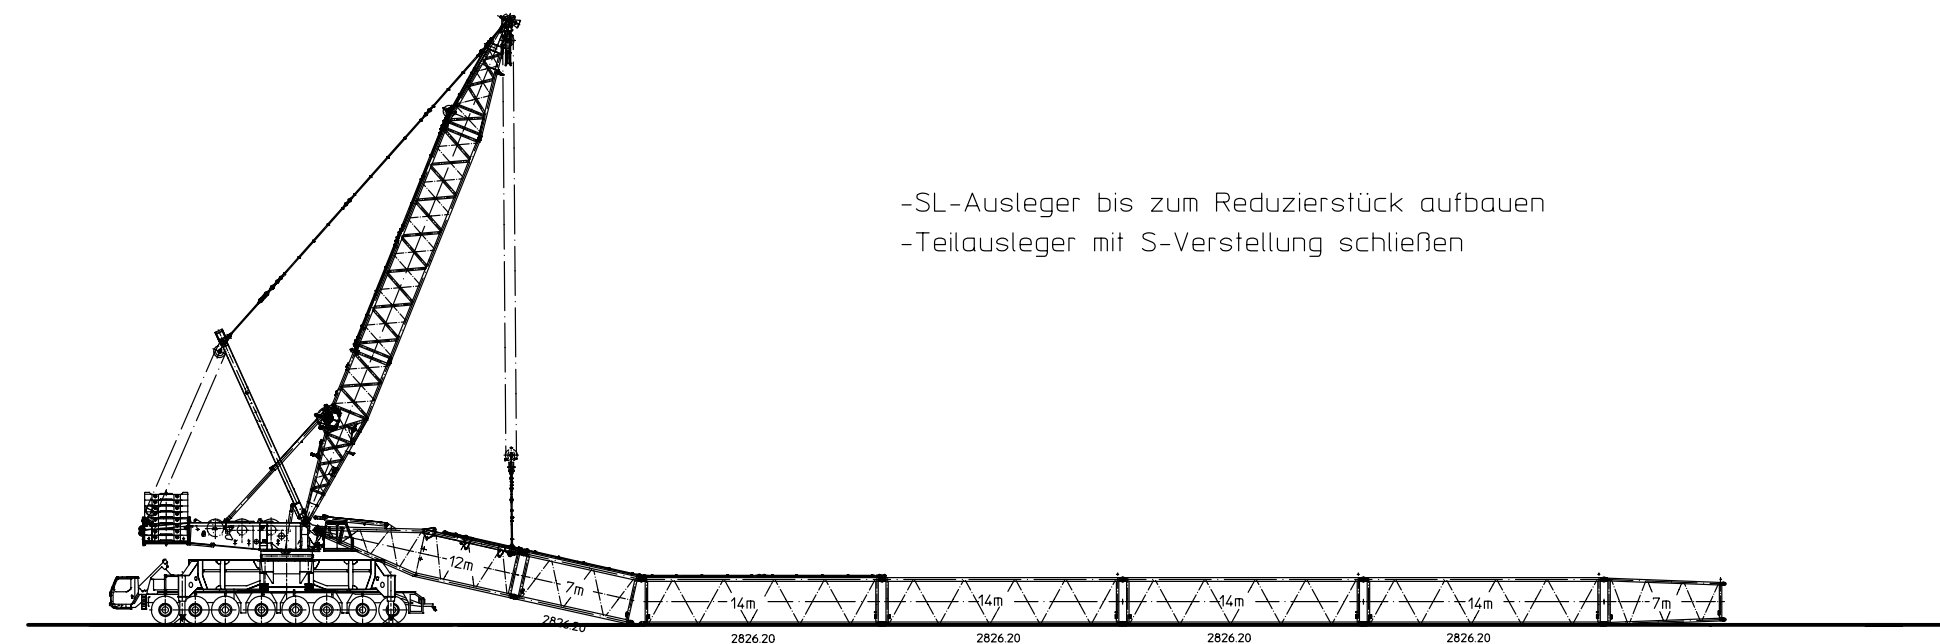 -SL-Ausleger bis zum Reduzierstück aufbauen
-Teilausleger mit S-Verstellung schließen
12m
7m
14m
14m
14m
14m
7m
2826.20
2826.20
2826.20
2826.20
2826.20